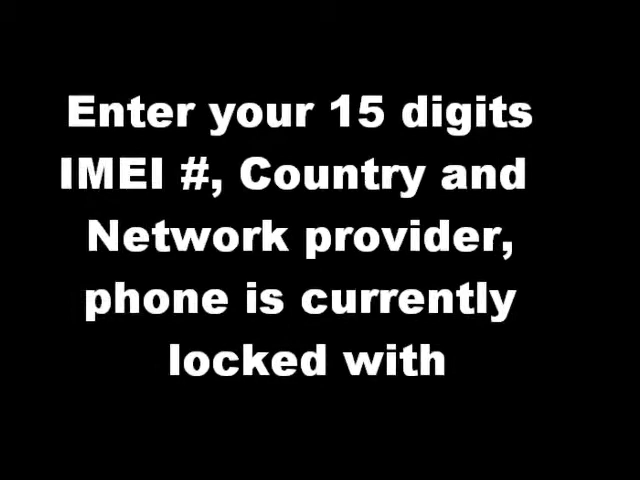 Enter your 15 digits
IMEI #, Country and
Network provider,
phone is currently
locked with